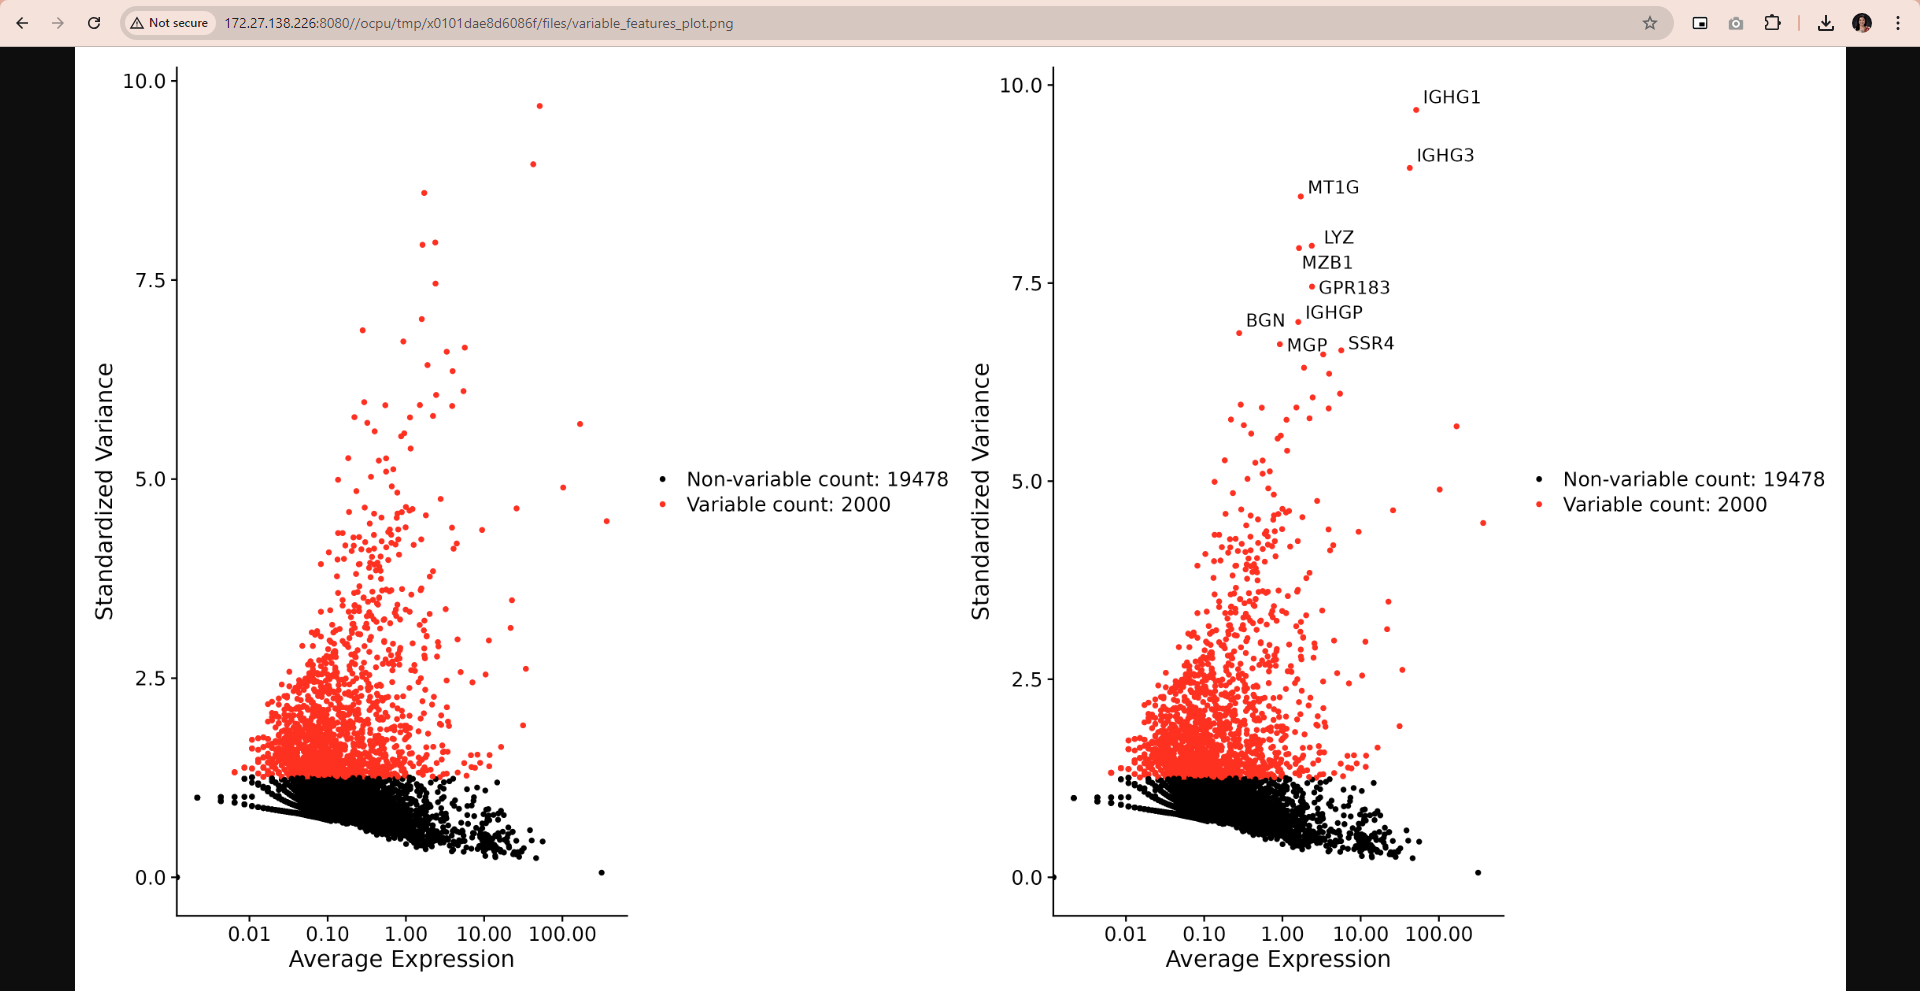 Not secure 172.27.138.226:8080//ocpu/tmp/x0101dae8d6086f/files/variable_features_plot.png
10.0
7.5
5.0
2.5
0.0
Standardized Variance
0.01 0.10 1.00 10.00 100.00
Average Expression
Non-variable count: 19478
Variable count: 2000
10.0
7.5
5.0
2.5
0.0
Standardized Variance
IGHG1
IGHG3
MT1G
LYZ
MZB1
GPR183
IGHGP
BGN
SSR4
MGP
0.01 0.10 1.00 10.00 100.00
Average Expression
Non-variable count: 19478
Variable count: 2000